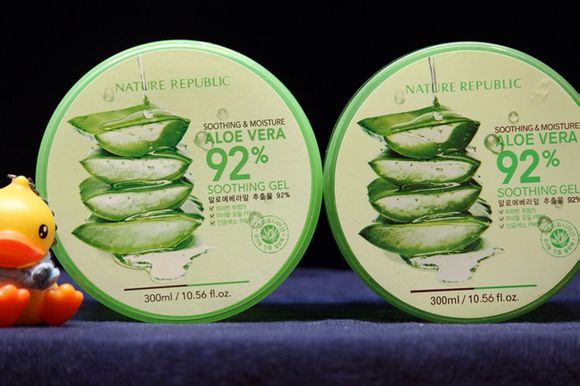 NATURE REPUBLIC
SOOTHING & MOISTURE
ALOE VERA
92%
SOOTHING GEL
알로에베라잎 추출물 92%
300ml / 10.56 fl.oz.
NATURE REPUBLIC
SOOTHING & MOISTURE
ALOE VERA
92%
SOOTHING GEL
알로에베라잎 추출물 92%
300ml / 10.56 fl.oz.